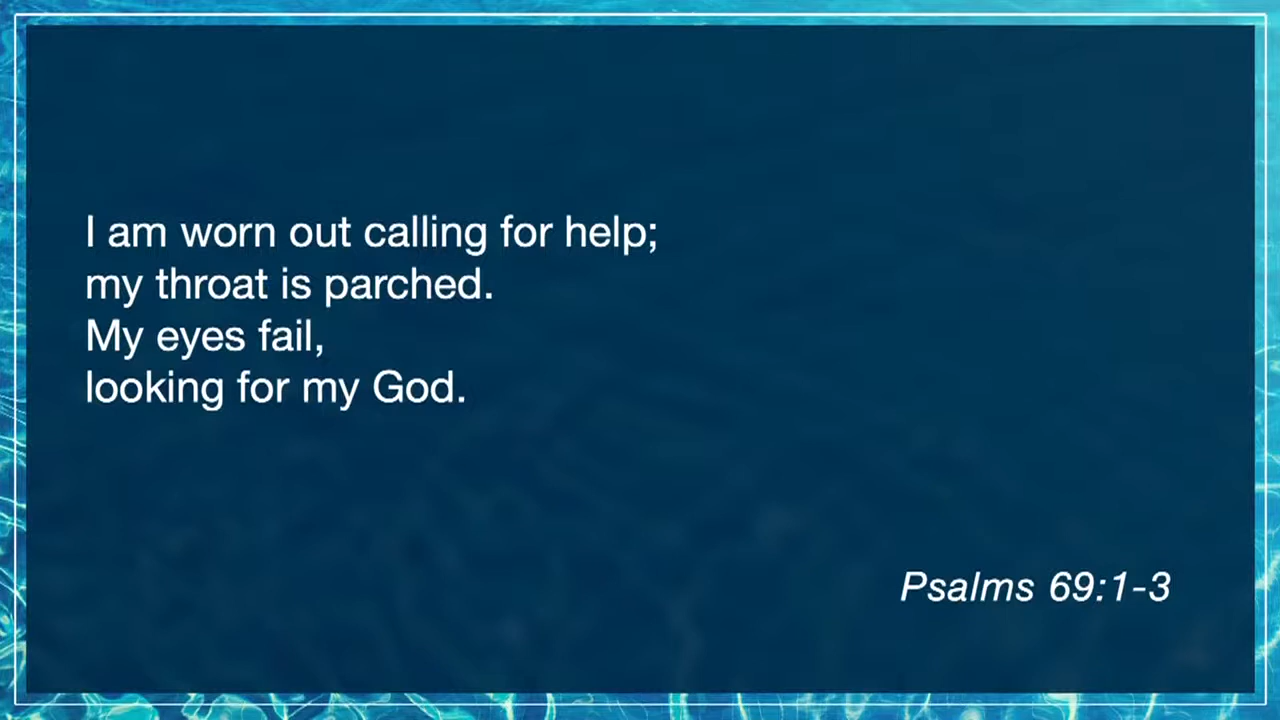 I am worn out calling for help;
my throat is parched.
My eyes fail,
looking for my God.
Psalms 69:1-3